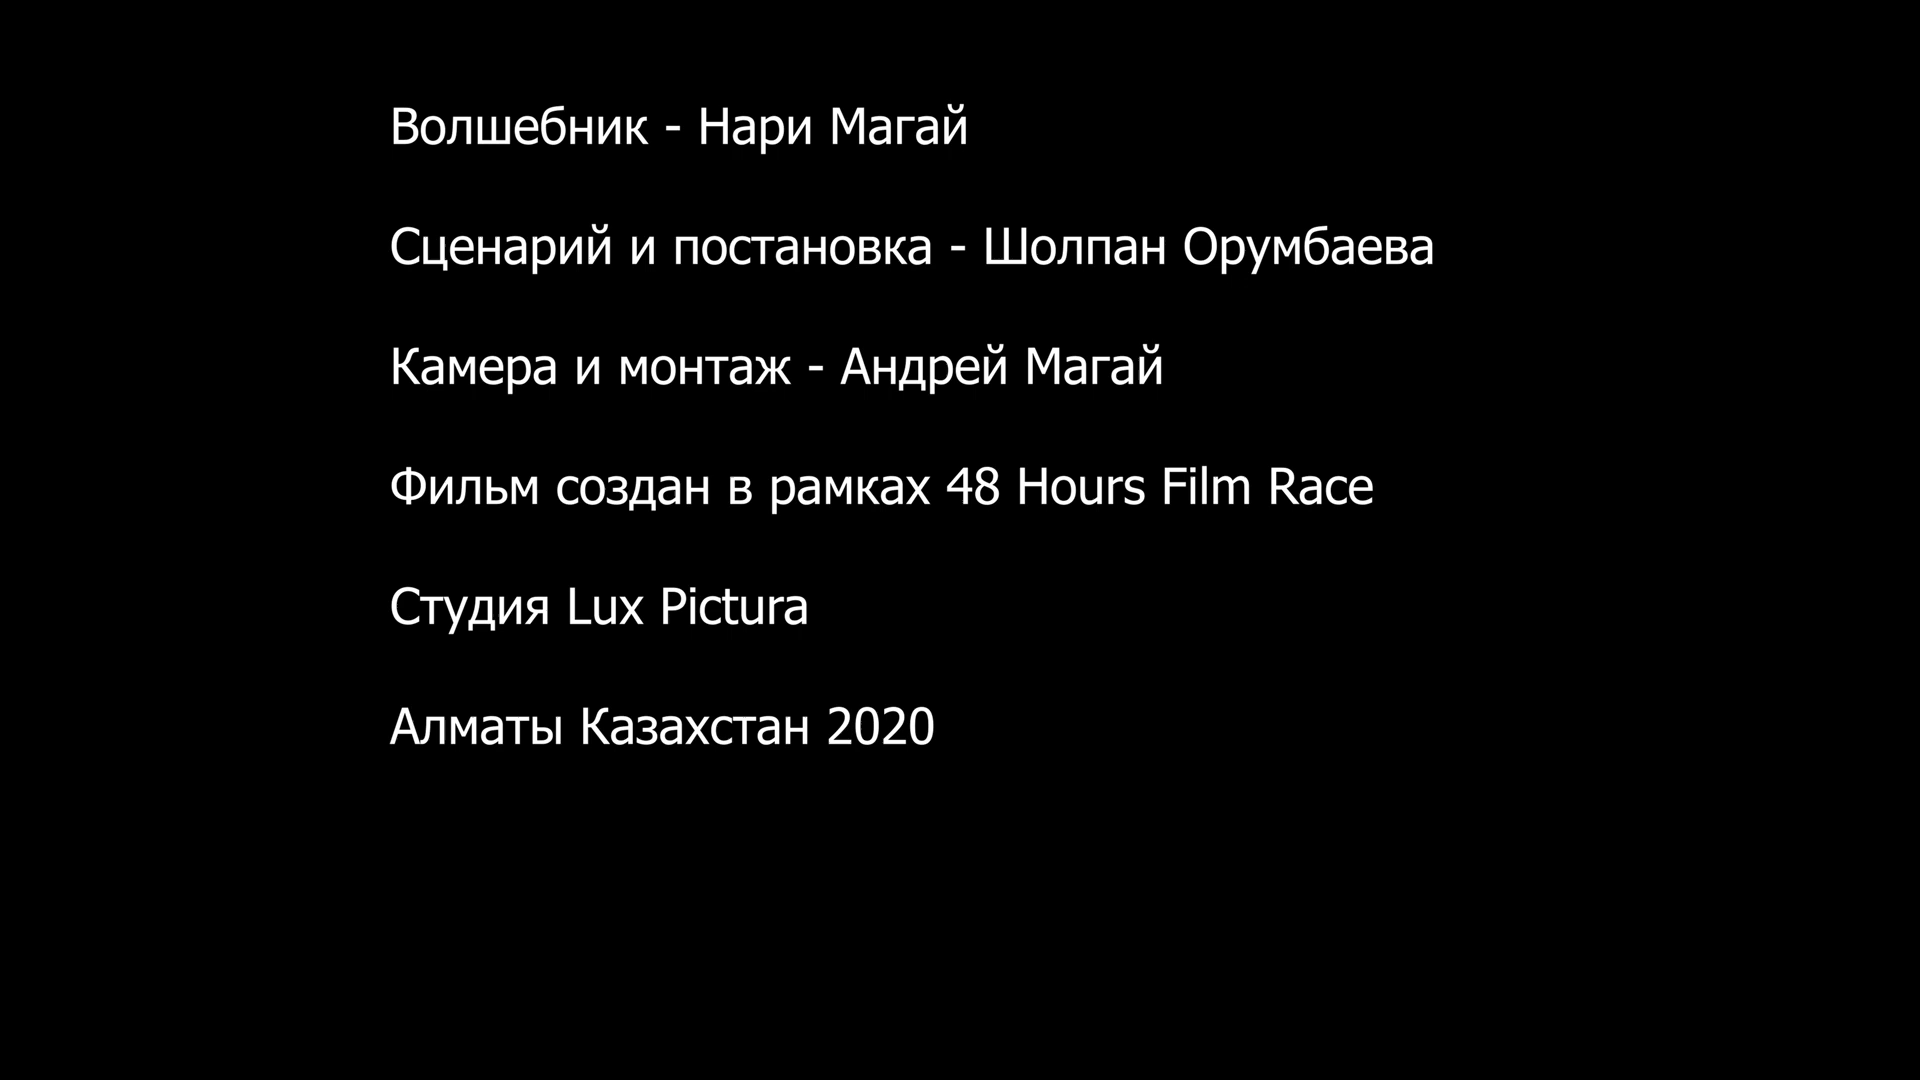 Волшебник - Нари Магай
Сценарий и постановка - Шолпан Орумбаева
Камера и монтаж - Андрей Магай
Фильм создан в рамках 48 Hours Film Race
Студия Lux Pictura
Алматы Казахстан 2020